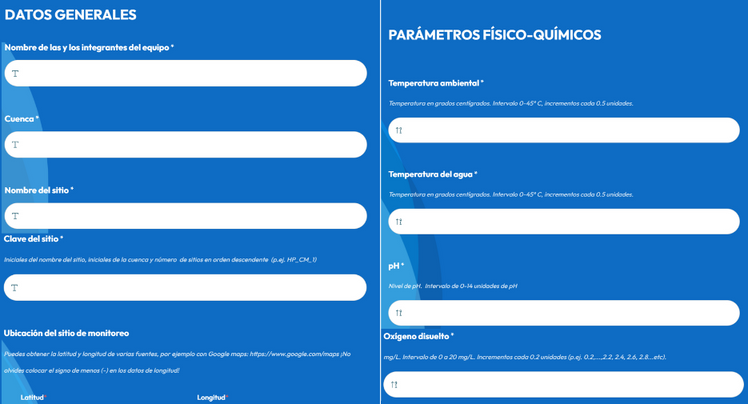 DATOS GENERALES
Nombre de las y los integrantes del equipo *
Cuenca *
Nombre del sitio *
Clave del sitio *
Iniciales del nombre del sitio, iniciales de la cuenca y número de sitios en orden descendente (p.ej. HP_CM_1)
Ubicación del sitio de monitoreo
Puedes obtener la latitud y longitud de varias fuentes, por ejemplo con Google maps: https://www.google.com/maps ¡No
olvides colocar el signo de menos (-) en los datos de longitud!
Latitud*
Longitud*
PARÁMETROS FÍSICO-QUÍMICOS
Temperatura ambiental *
Temperatura en grados centígrados. Intervalo 0-45° C, incrementos cada 0.5 unidades.
Temperatura del agua *
Temperatura en grados centígrados. Intervalo 0-45° C, incrementos cada 0.5 unidades.
pH *
Nivel de pH. Intervalo de 0-14 unidades de pH
Oxígeno disuelto *
mg/L. Intervalo de 0 a 20 mg/L. Incrementos cada 0.2 unidades (p.ej. 0.2,...,2.2, 2.4, 2.6, 2.8...etc).